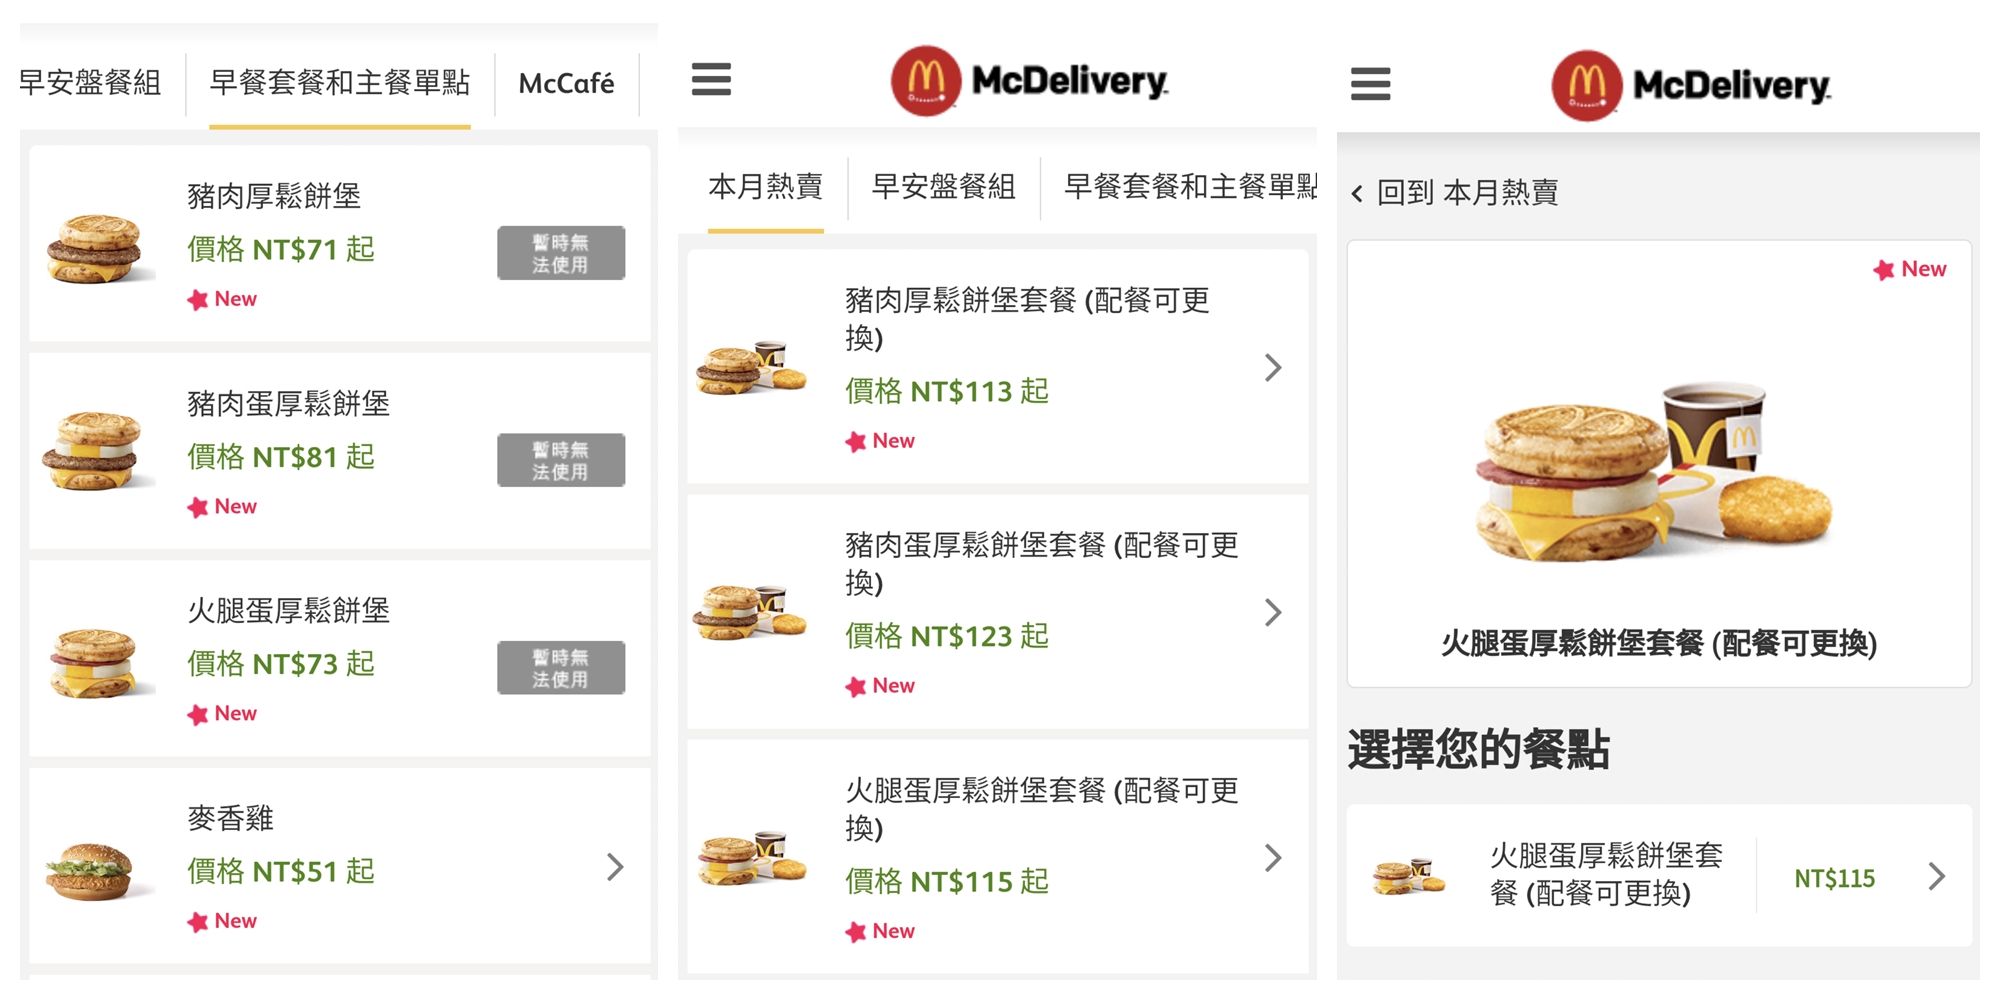 早安盤餐組
早餐套餐和主餐單點
McCafé
豬肉厚鬆餅堡
價格 NT$71 起
New
暫時無
法使用
豬肉蛋厚鬆餅堡
價格 NT$81 起
New
暫時無
法使用
火腿蛋厚鬆餅堡
價格 NT$73 起
New
暫時無
法使用
麥香雞
價格 NT$51 起
New
McDelivery
本月熱賣
早安盤餐組
早餐套餐和主餐單點
豬肉厚鬆餅堡套餐 (配餐可更
換)
價格 NT$113 起
New
豬肉蛋厚鬆餅堡套餐 (配餐可更
換)
價格 NT$123 起
New
火腿蛋厚鬆餅堡套餐 (配餐可更
換)
價格 NT$115 起
New
McDelivery
回到 本月熱賣
New
火腿蛋厚鬆餅堡套餐 (配餐可更換)
選擇您的餐點
火腿蛋厚鬆餅堡套
餐 (配餐可更換)
NT$115